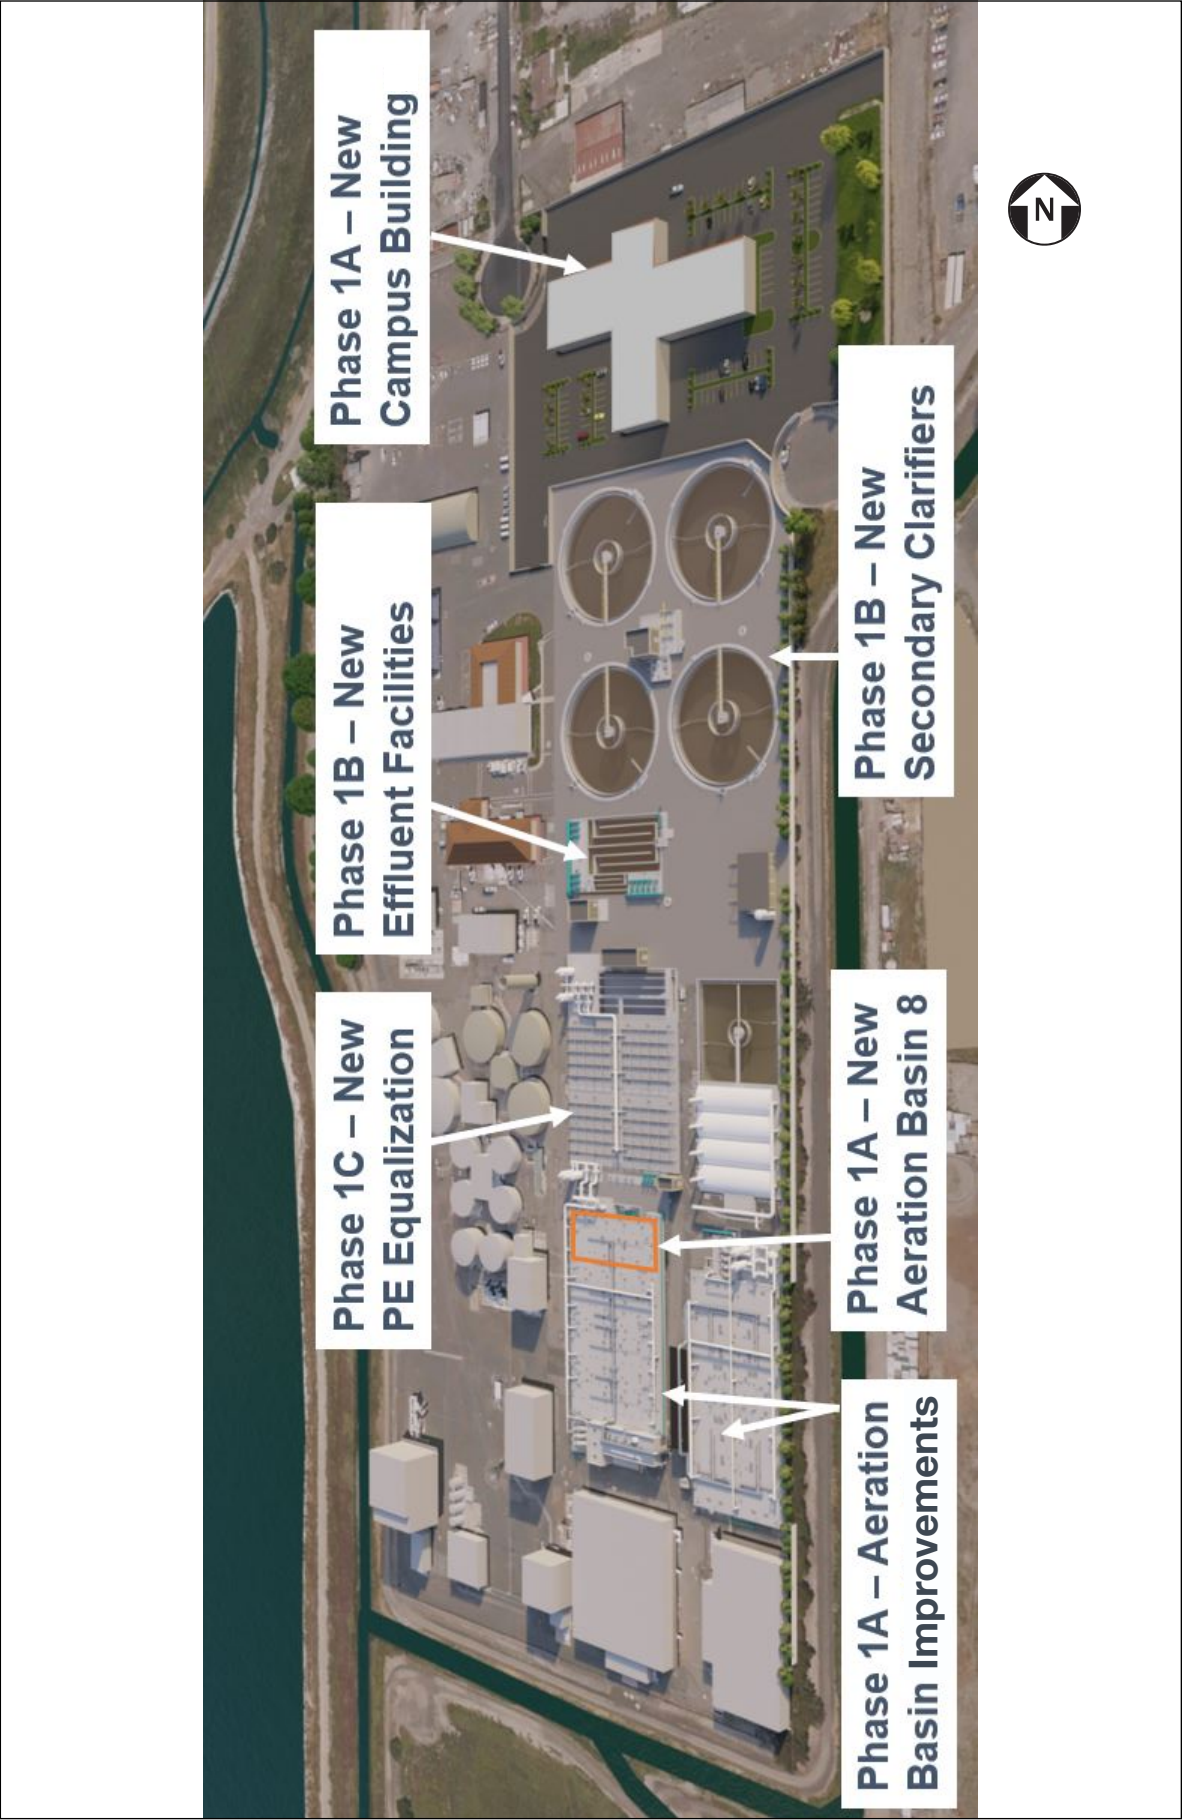 Phase 1A – New
Campus Building
Phase 1B – New
Effluent Facilities
Phase 1C – New
PE Equalization
Phase 1B – New
Secondary Clarifiers
Phase 1A – New
Aeration Basin 8
Phase 1A – Aeration
Basin Improvements
N